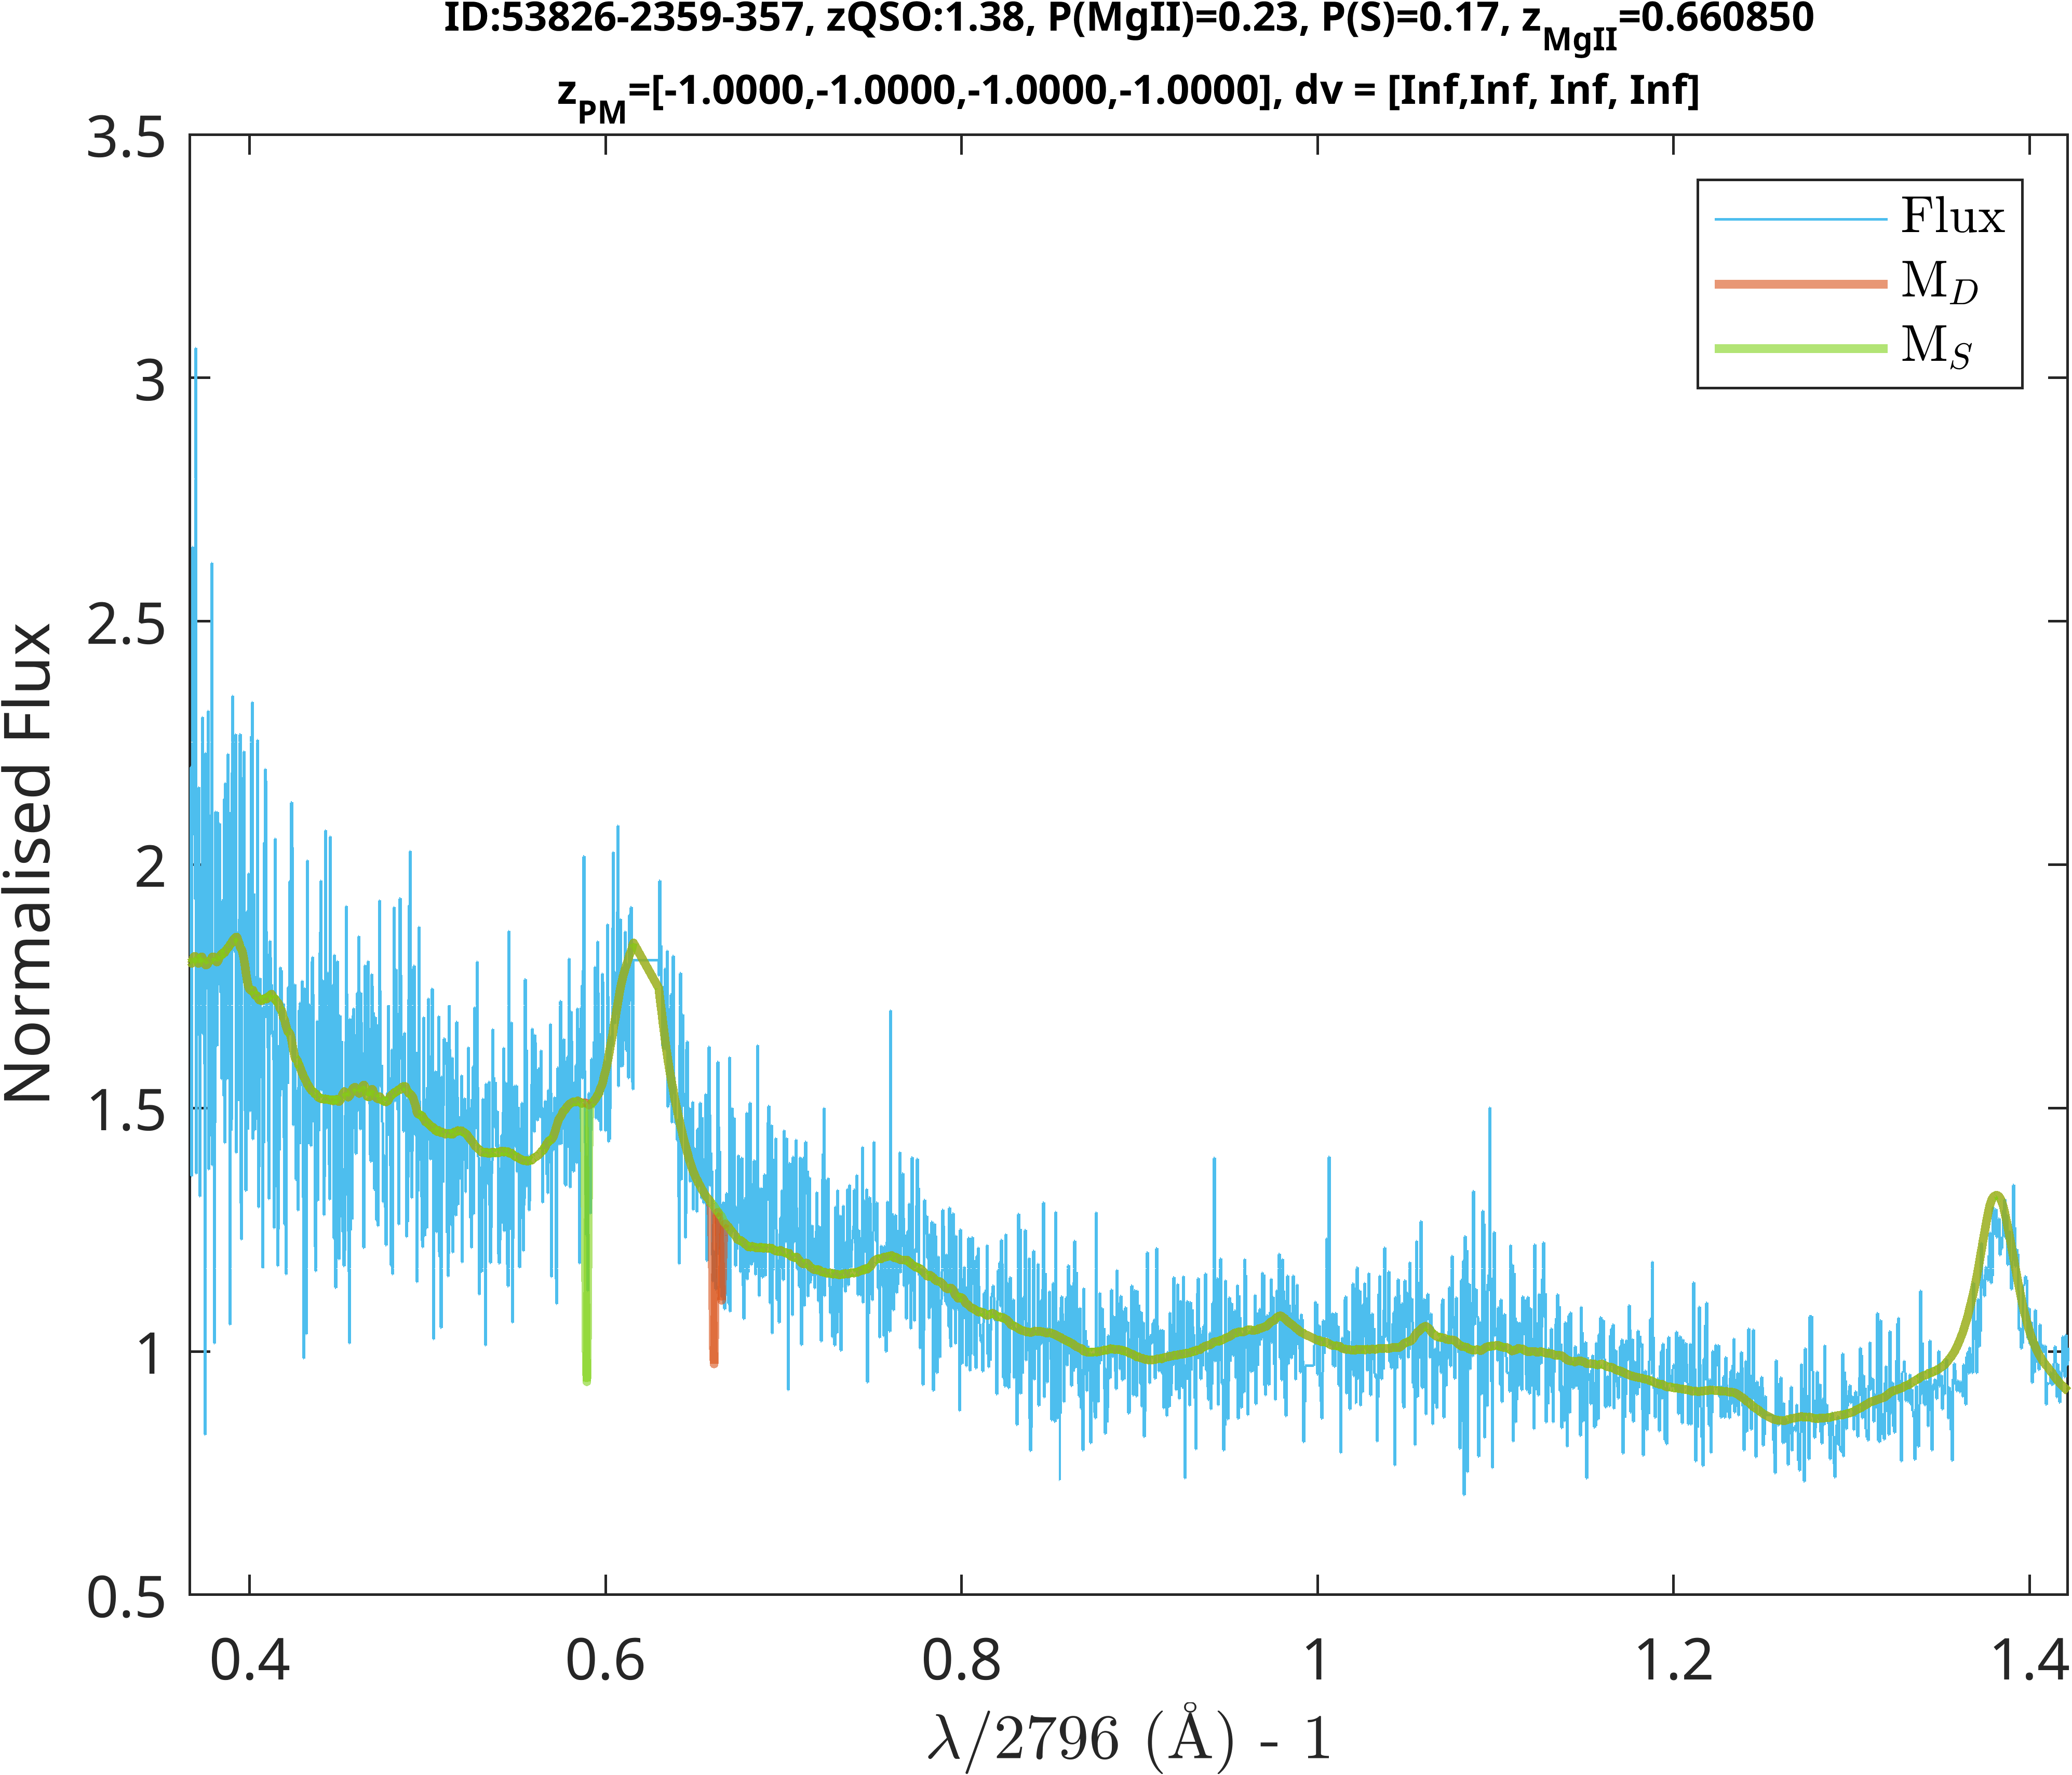 ID:53826-2359-357, zQSO:1.38, P(MgII)=0.23, P(S)=0.17, zMgII=0.660850
zPM=[-1.0000,-1.0000,-1.0000,-1.0000], dv = [Inf,Inf, Inf, Inf]
3.5
3
2.5
2
1.5
1
0.5
Normalised Flux
Flux
MD
MS
0.4 0.6 0.8 1 1.2 1.4
λ/2796 (Å) - 1